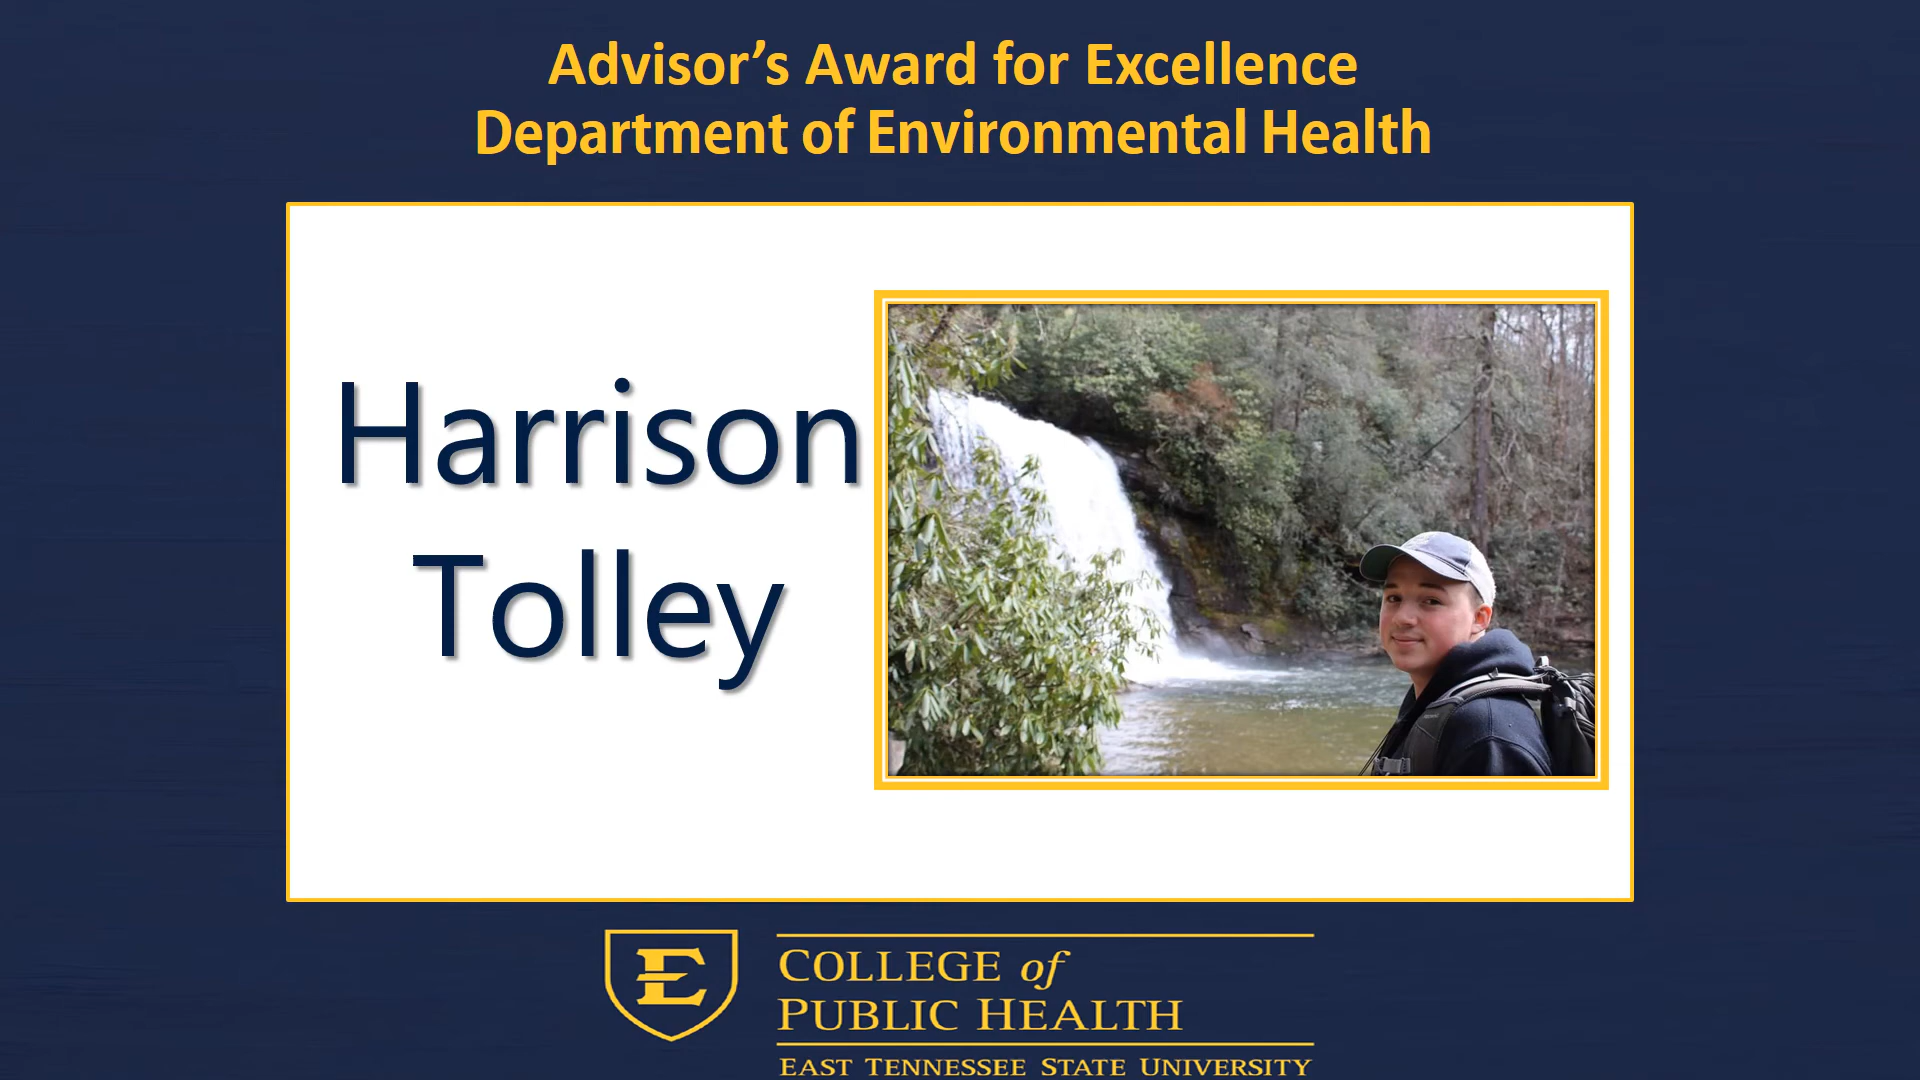 Advisor’s Award for Excellence
Department of Environmental Health
Harrison
Tolley
E
COLLEGE of
PUBLIC HEALTH
EAST TENNESSEE STATE UNIVERSITY